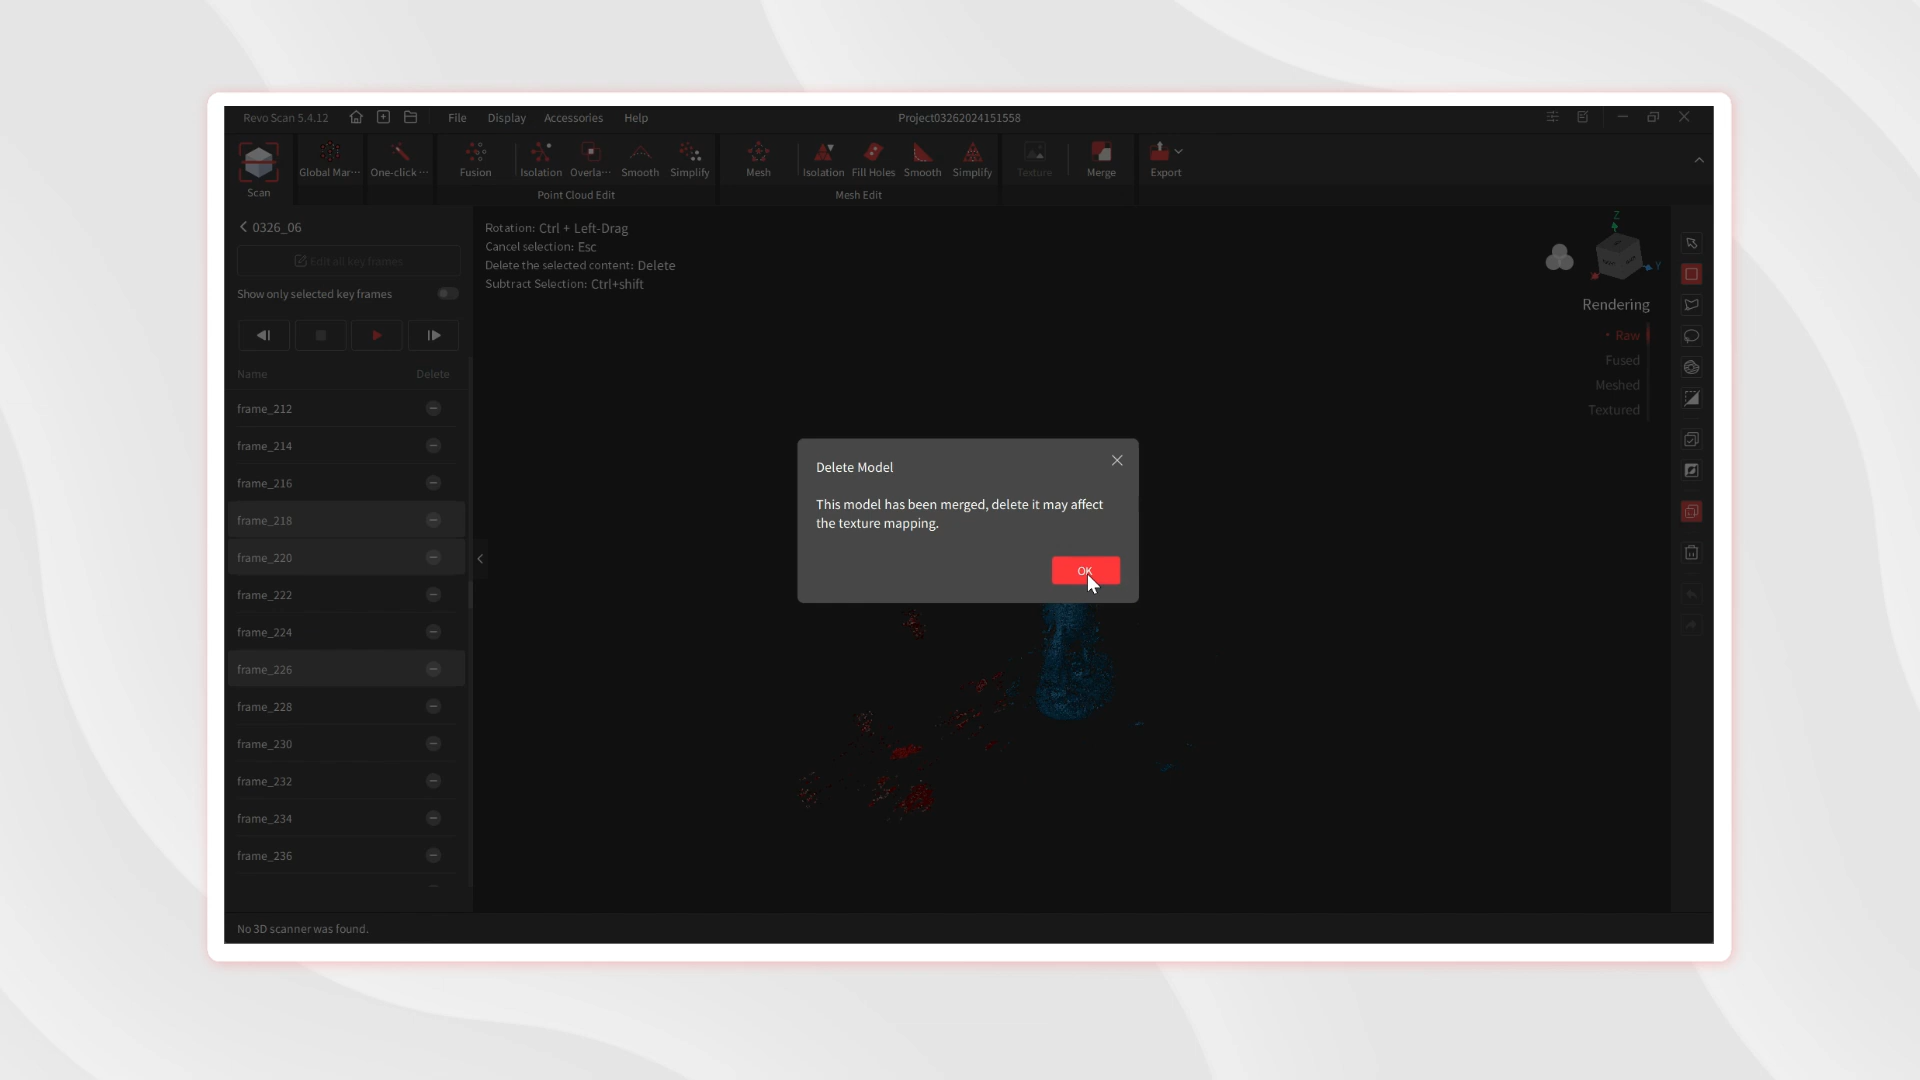 Revo Scan 5.4.12
File
Display
Accessories
Help
Project03262024151558
Scan
Global Mar···
One-click ···
Fusion
Isolation
Overla···
Smooth
Simplify
Point Cloud Edit
Mesh
Isolation
Fill Holes
Smooth
Simplify
Mesh Edit
Texture
Merge
Export
0326_06
Edit all key frames
Show only selected key frames
Name
Delete
frame_212
frame_214
frame_216
frame_218
frame_220
frame_222
frame_224
frame_226
frame_228
frame_230
frame_232
frame_234
frame_236
Rotation: Ctrl + Left-Drag
Cancel selection: Esc
Delete the selected content: Delete
Subtract Selection: Ctrl+shift
Z
Y
Rendering
Raw
Fused
Meshed
Textured
Delete Model
This model has been merged, delete it may affect
the texture mapping.
OK
No 3D scanner was found.